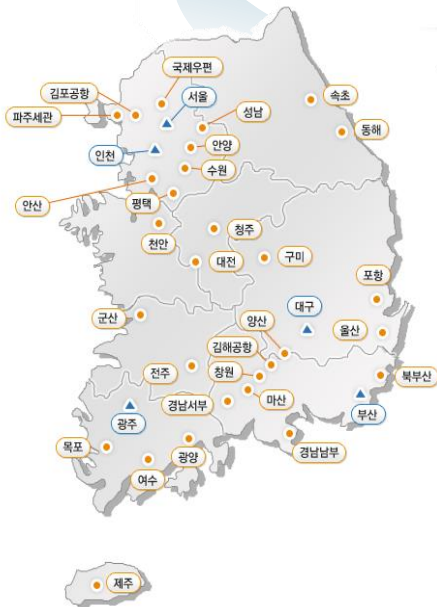 국제우편
김포공항
서울
속초
파주세관
성남
동해
인천
안양
수원
안산
평택
청주
천안
대전
구미
포항
대구
군산
양산
울산
김해공항
전주
창원
북부산
경남서부
마산
부산
광주
목포
광양
경남남부
여수
제주